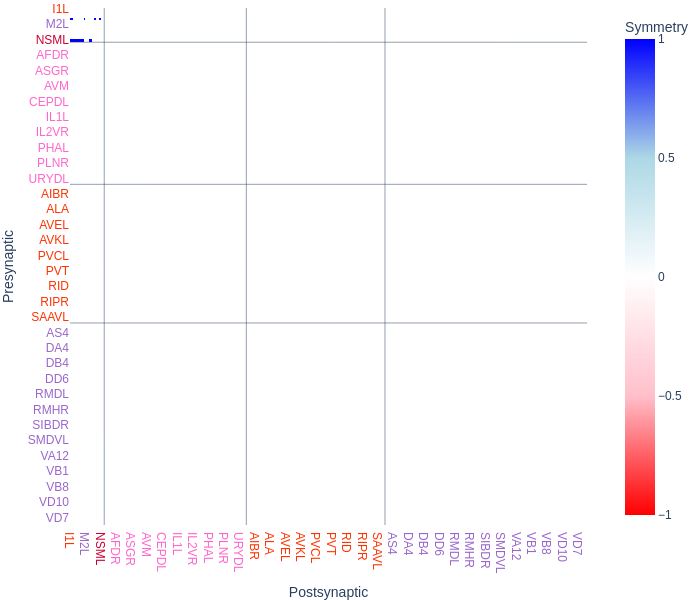 Symmetry
1
0.5
0
−0.5
−1
Presynaptic
I1L
M2L
NSML
AFDR
ASGR
AVM
CEPDL
IL1L
IL2VR
PHAL
PLNR
URYDL
AIBR
ALA
AVEL
AVKL
PVCL
PVT
RID
RIPR
SAAVL
AS4
DA4
DB4
DD6
RMDL
RMHR
SIBDR
SMDVL
VA12
VB1
VB8
VD10
VD7
I1L M2L NSML AFDR ASGR AVM CEPDL IL1L IL2VR PHAL PLNR URYDL AIBR ALA AVEL AVKL PVCL PVT RID RIPR SAAVL AS4 DA4 DB4 DD6 RMDL RMHR SIBDR SMDVL VA12 VB1 VB8 VD10 VD7
Postsynaptic